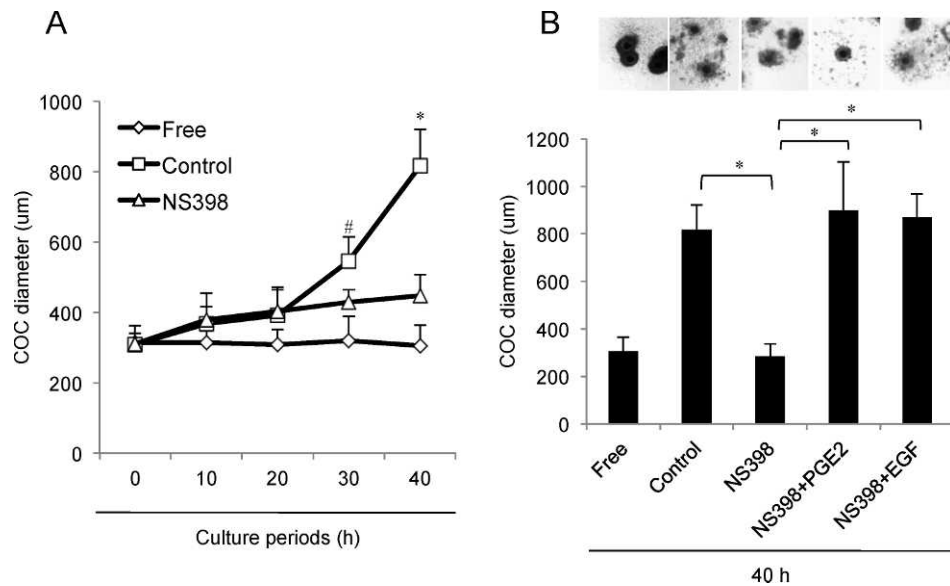 A
COC diameter (um)
1000
800
600
400
200
0
Free
Control
NS398
#
*
0 10 20 30 40
Culture periods (h)
B
COC diameter (um)
1200
1000
800
600
400
200
0
*
*
*
Free
Control
NS398
NS398+PGE2
NS398+EGF
40 h